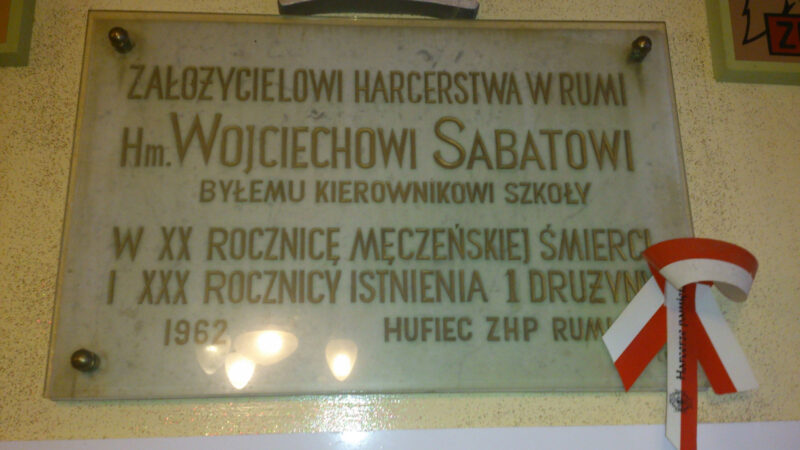 ZAŁOŻYCIELOWI HARCERSTWA W RUMI
Hm. WOJCIECHOWI SABATOWI
BYŁEMU KIEROWNIKOWI SZKOŁY
W XX ROCZNICĘ MĘCZEŃSKIEJ ŚMIERCI
I XXX ROCZNICY ISTNIENIA 1 DRUŻYNY
1962 HUFIEC ZHP RUMIA